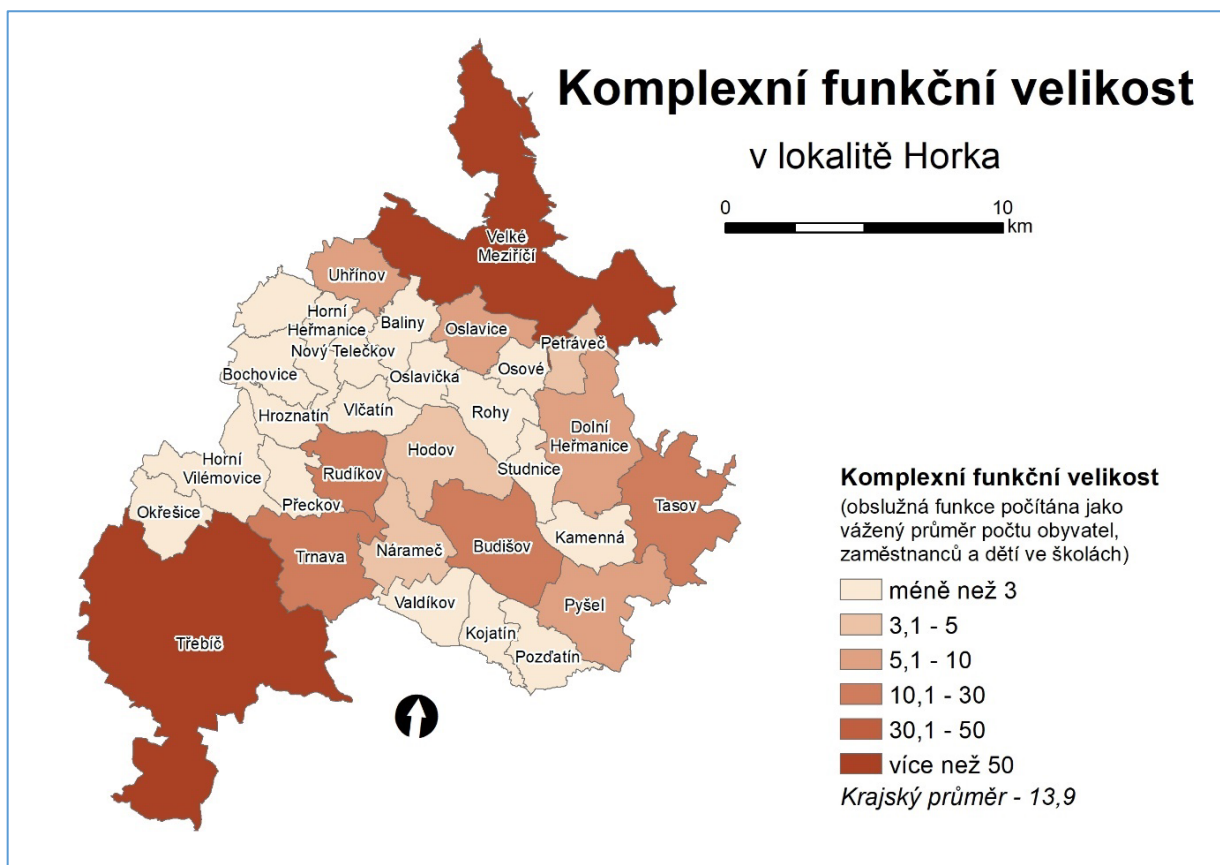 Komplexní funkční velikost
v lokalitě Horka
0 10
km
Velké
Meziříčí
Uhřínov
Horní
Heřmanice
Baliny
Oslavice
Petráveč
Nový Telečkov
Bochovice
Oslavička
Osové
Hroznatín
Vlčatín
Rohy
Dolní
Heřmanice
Hodov
Horní
Vilémovice
Rudíkov
Studnice
Přeckov
Tasov
Okřešice
Trnava
Nárameč
Budišov
Kamenná
Valdíkov
Pyšel
Kojatín
Třebíč
Pozďatín
Komplexní funkční velikost
(obslužná funkce počítána jako
vážený průměr počtu obyvatel,
zaměstnanců a dětí ve školách)
méně než 3
3,1 - 5
5,1 - 10
10,1 - 30
30,1 - 50
více než 50
Krajský průměr - 13,9